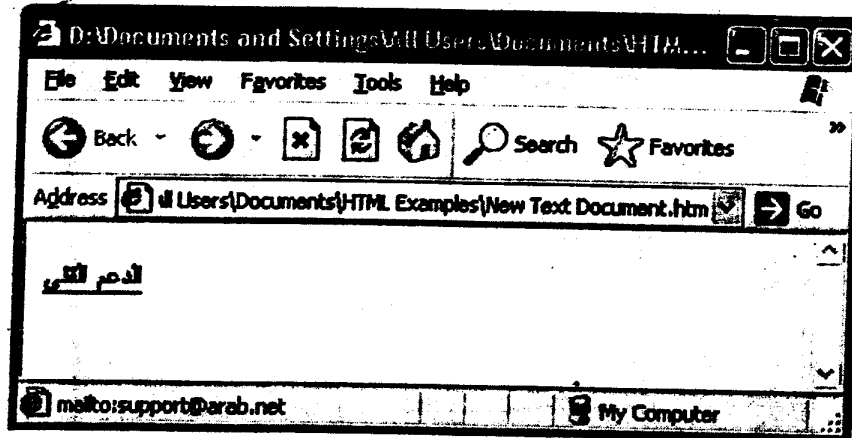 D:\Documents and Settings\All Users\Documents\HTM...
File Edit View Favorites Tools Help
Back Search Favorites »
Address ll Users\Documents\HTML Examples\New Text Document.htm Go
الدعم الفني
mailto:support@arab.net My Computer